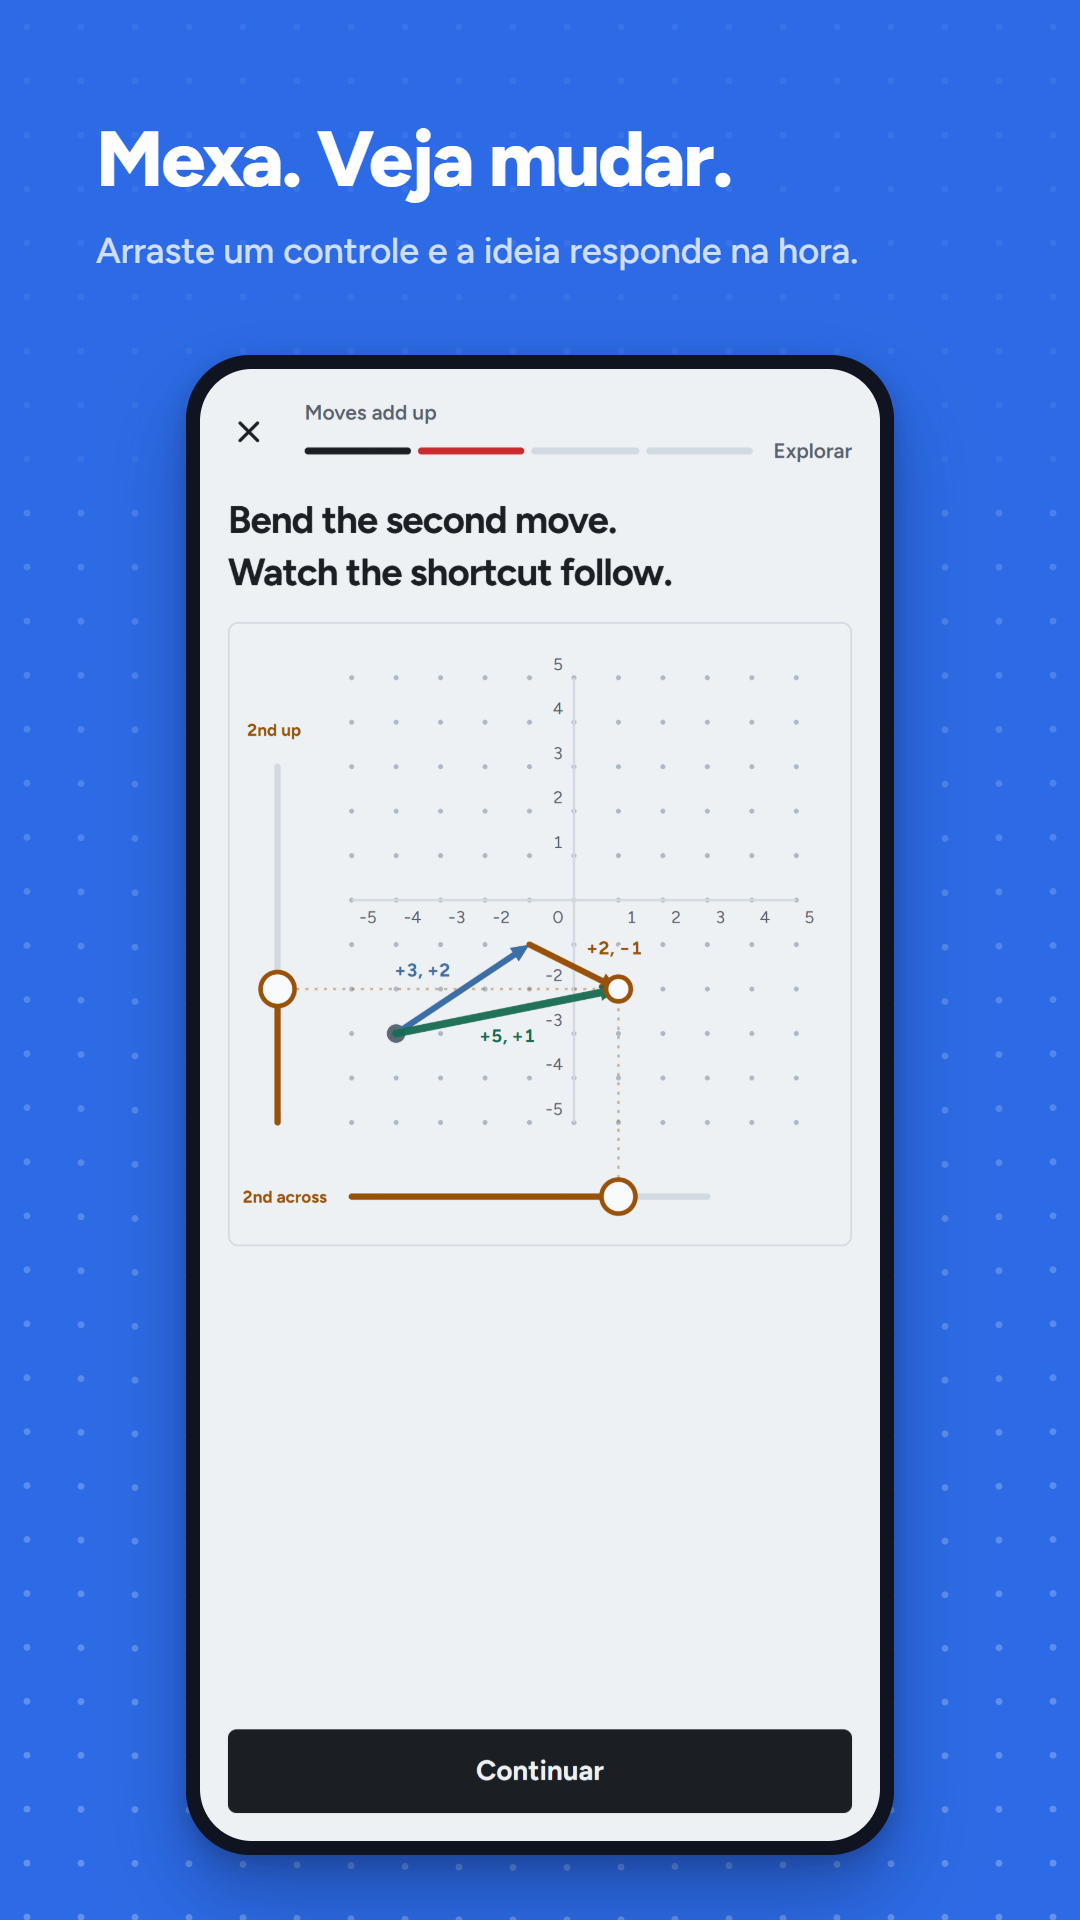 Mexa. Veja mudar.
Arraste um controle e a ideia responde na hora.
Moves add up
Explorar
Bend the second move.
Watch the shortcut follow.
5
4
2nd up
3
2
1
-5 -4 -3 -2 0 1 2 3 4 5
+2, −1
+3, +2
-2
-3
+5, +1
-4
-5
2nd across
Continuar